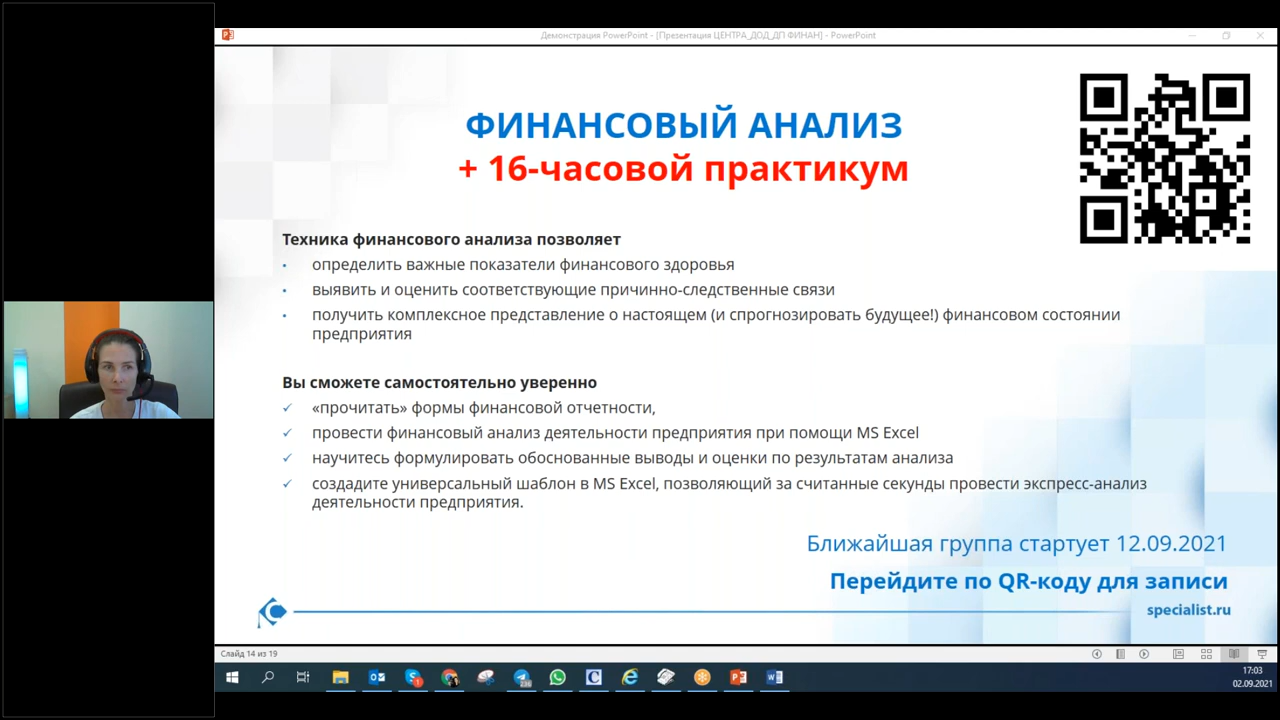 Демонстрация PowerPoint - [Презентация ЦЕНТРА_ДОД_ДП ФИНАН] - PowerPoint
ФИНАНСОВЫЙ АНАЛИЗ
+ 16-часовой практикум
Техника финансового анализа позволяет
• определить важные показатели финансового здоровья
• выявить и оценить соответствующие причинно-следственные связи
• получить комплексное представление о настоящем (и спрогнозировать будущее!) финансовом состоянии
предприятия
Вы сможете самостоятельно уверенно
✓ «прочитать» формы финансовой отчетности,
✓ провести финансовый анализ деятельности предприятия при помощи MS Excel
✓ научитесь формулировать обоснованные выводы и оценки по результатам анализа
✓ создадите универсальный шаблон в MS Excel, позволяющий за считанные секунды провести экспресс-анализ
деятельности предприятия.
Ближайшая группа стартует 12.09.2021
Перейдите по QR-коду для записи
specialist.ru
Слайд 14 из 19
17:03
02.09.2021